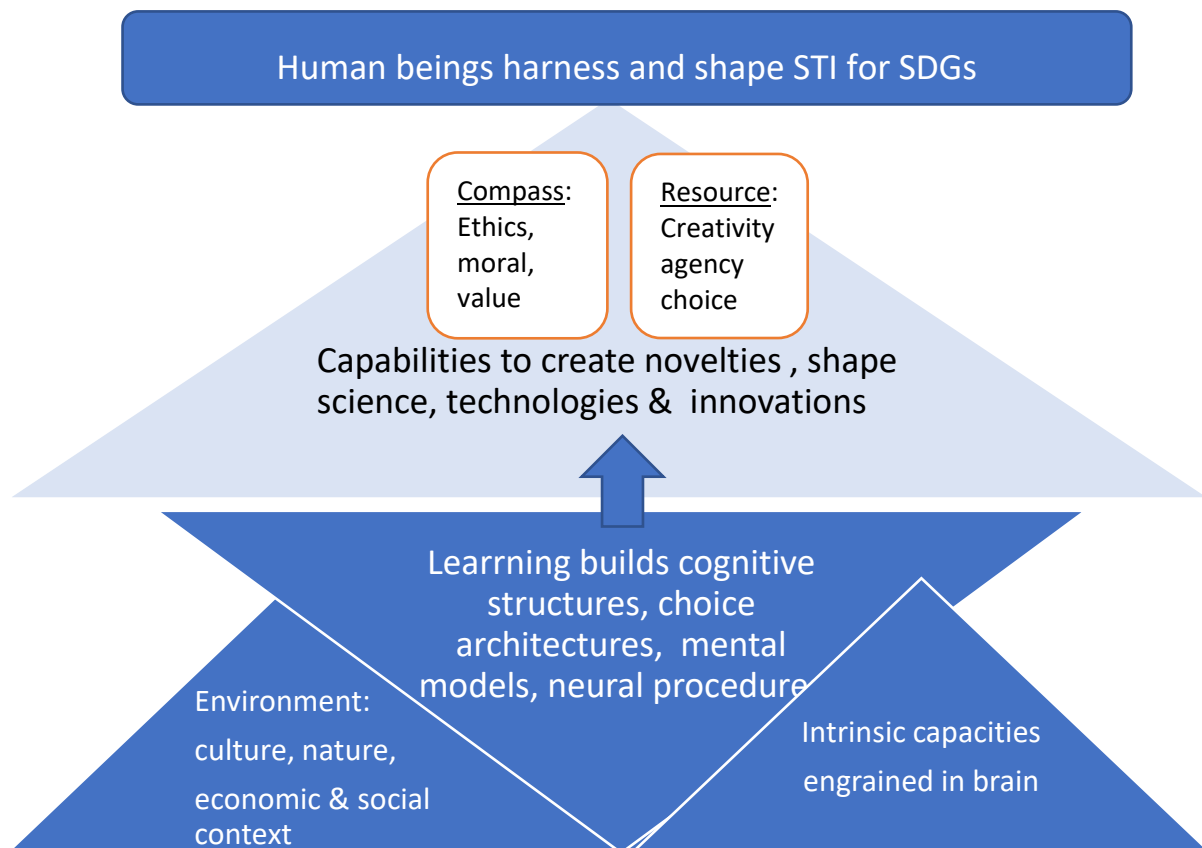 Human beings harness and shape STI for SDGs
Compass:
Ethics,
moral,
value
Resource:
Creativity
agency
choice
Capabilities to create novelties , shape
science, technologies & innovations
Learrning builds cognitive
structures, choice
architectures, mental
models, neural procedure
Environment:
culture, nature,
economic & social
context
Intrinsic capacities
engrained in brain